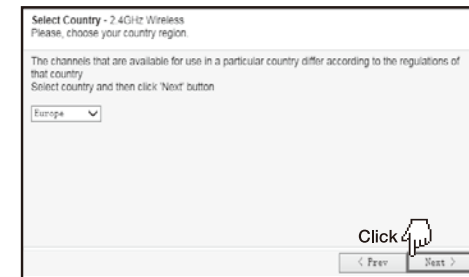 Select Country - 2.4GHz Wireless
Please, choose your country region.
The channels that are available for use in a particular country differ according to the regulations of
that country
Select country and then click 'Next' button
Europe
Click
< Prev
Next >